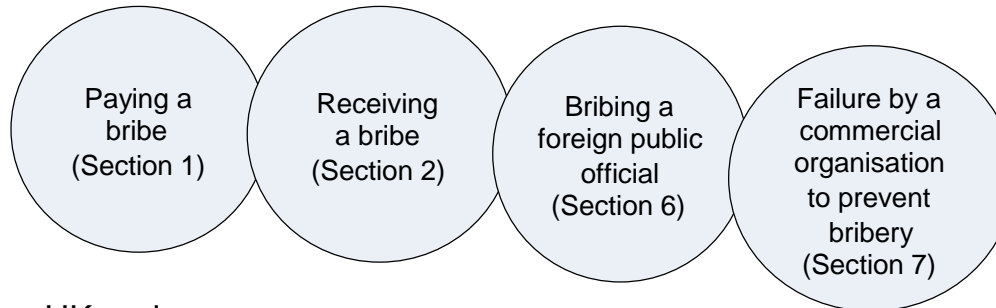 Paying a
bribe
(Section 1)
Receiving
a bribe
(Section 2)
Bribing a
foreign public
official
(Section 6)
Failure by a
commercial
organisation
to prevent
bribery
(Section 7)